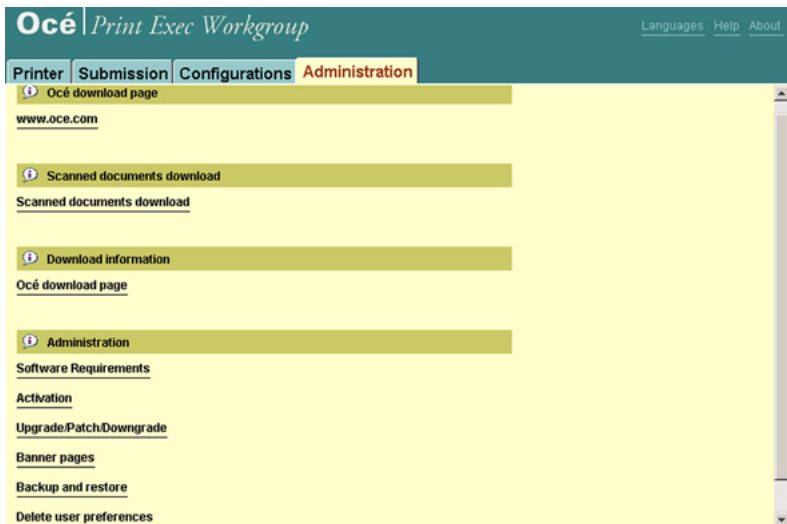 Océ Print Exec Workgroup
Languages Help About
Printer Submission Configurations Administration
Océ download page
www.oce.com
Scanned documents download
Scanned documents download
Download information
Océ download page
Administration
Software Requirements
Activation
Upgrade/Patch/Downgrade
Banner pages
Backup and restore
Delete user preferences